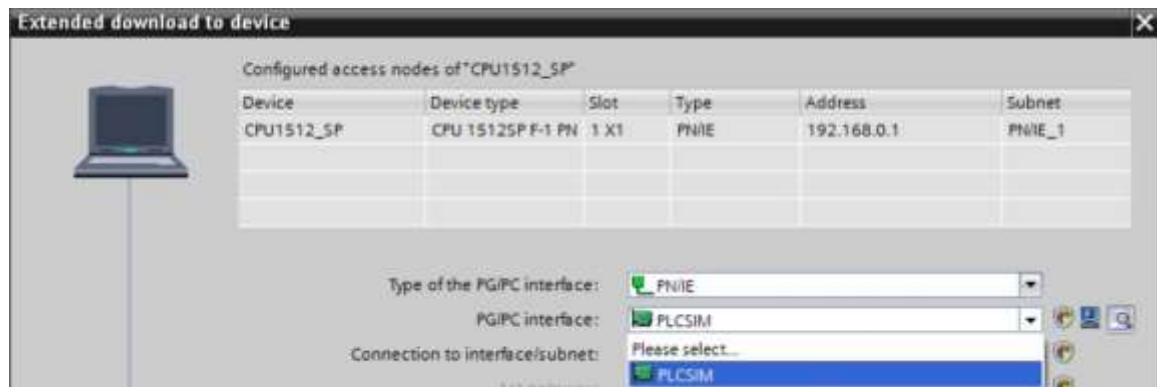 Extended download to device
Configured access nodes of "CPU1512_SP"
Device Device type Slot Type Address Subnet
CPU1512_SP CPU 1512SP F-1 PN 1 X1 PN/IE 192.168.0.1 PN/IE_1
Type of the PG/PC interface: PN/IE
PG/PC interface: PLCSIM
Connection to interface/subnet: Please select...
PLCSIM